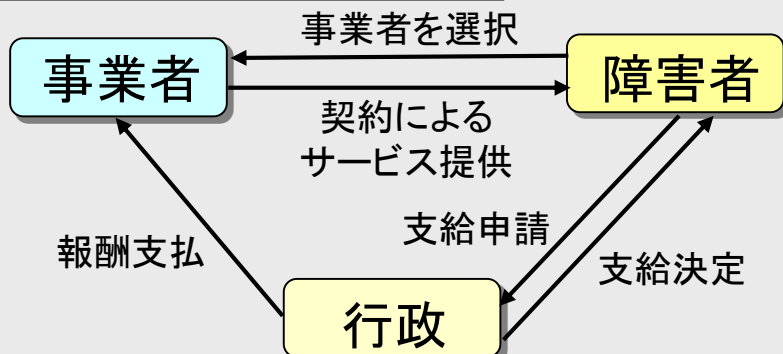 事業者を選択
事業者
障害者
契約による
サービス提供
支給申請
報酬支払
支給決定
行政